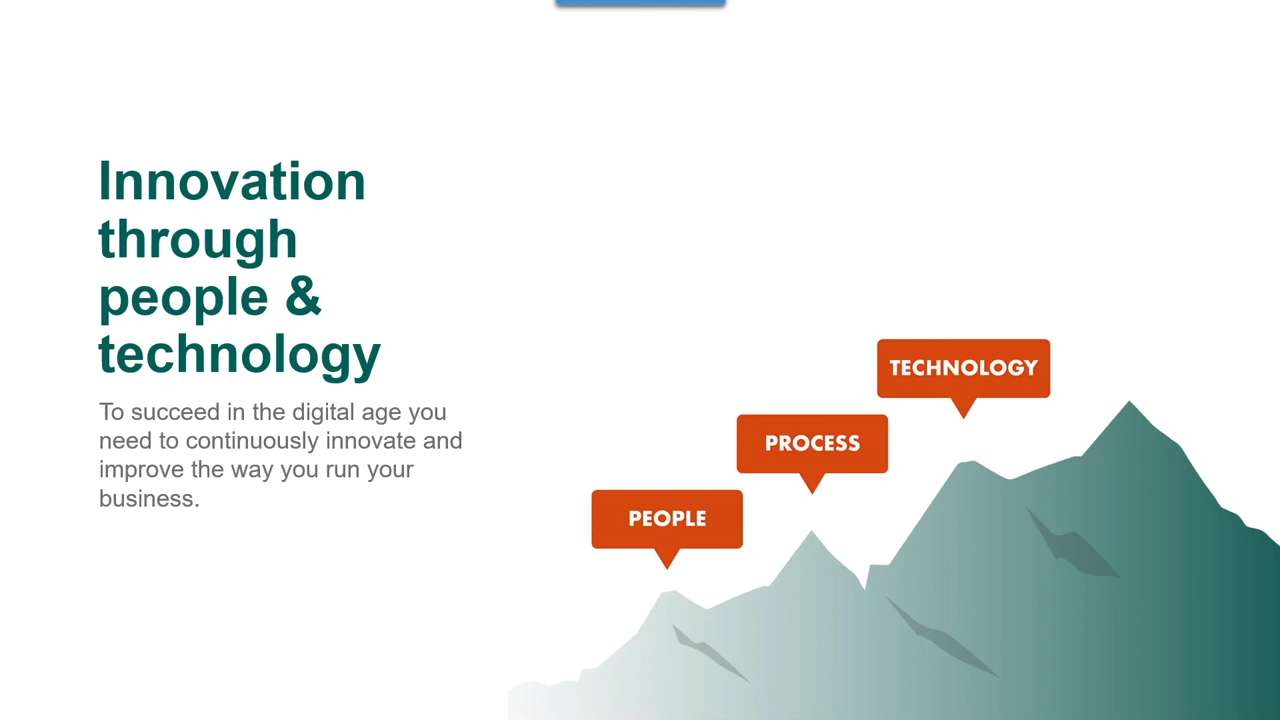 Innovation
through
people &
technology
To succeed in the digital age you
need to continuously innovate and
improve the way you run your
business.
TECHNOLOGY
PROCESS
PEOPLE